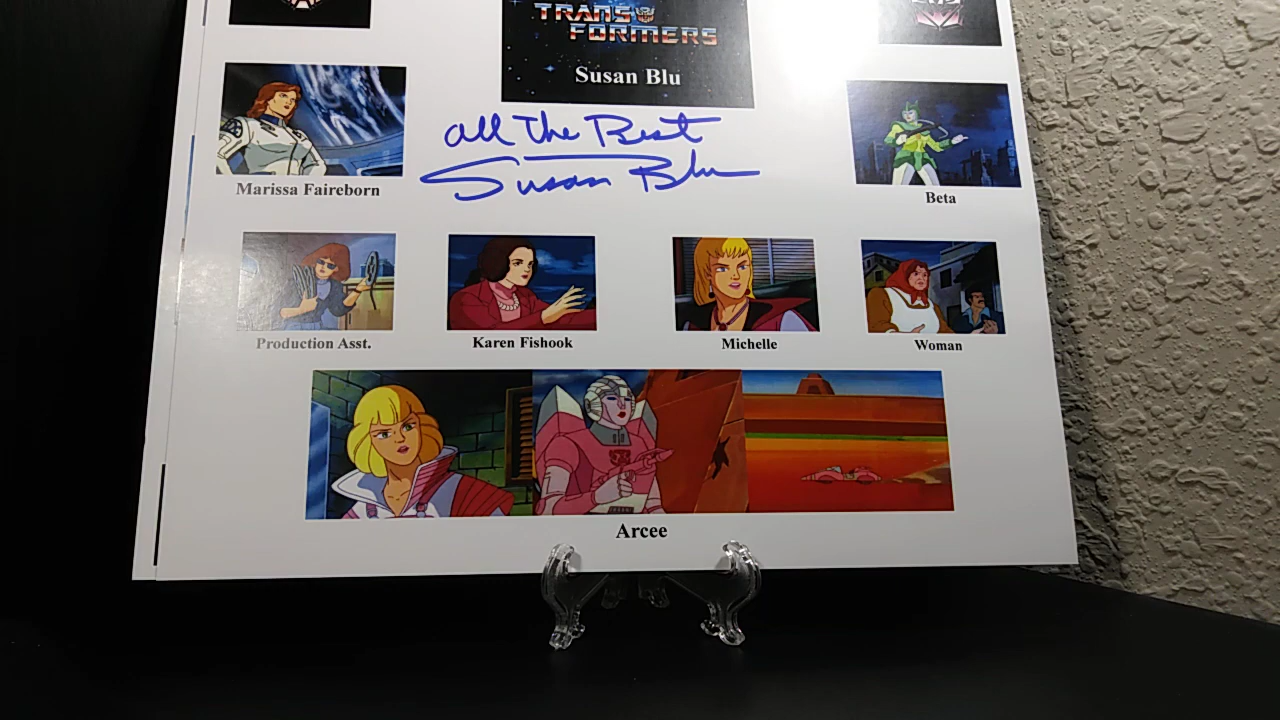 TRANS
FORMERS
Susan Blu
all The Best
Susan Blu
Marissa Faireborn
Beta
Production Asst.
Karen Fishook
Michelle
Woman
Arcee